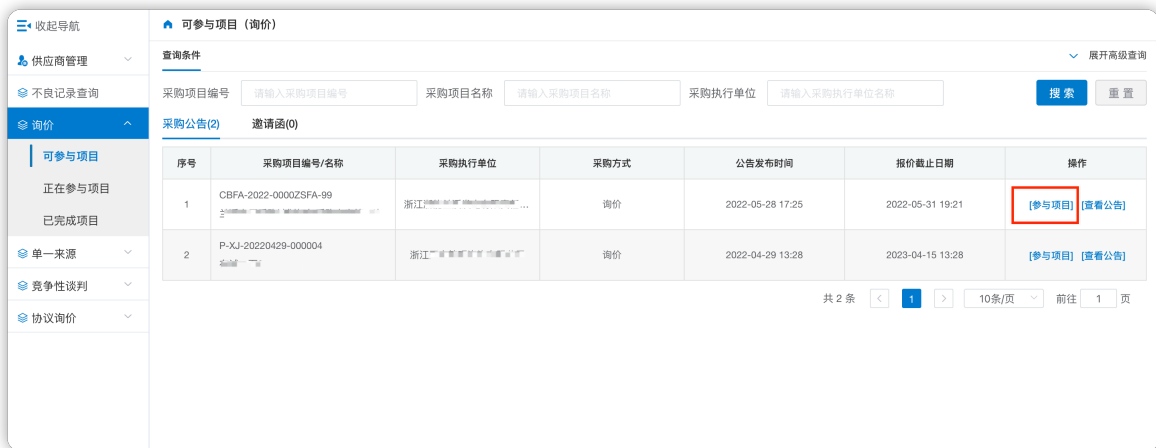 收起导航
可参与项目（询价）
供应商管理
查询条件
展开高级查询
不良记录查询
采购项目编号 请输入采购项目编号 采购项目名称 请输入采购项目名称 采购执行单位 请输入采购执行单位名称 搜索 重置
询价
采购公告(2) 邀请函(0)
可参与项目
正在参与项目
已完成项目
单一来源
竞争性谈判
协议询价
序号 采购项目编号/名称 采购执行单位 采购方式 公告发布时间 报价截止日期 操作
CBFA-2022-0000ZSFA-99
1 浙江 ... 询价 2022-05-28 17:25 2022-05-31 19:21 [参与项目] [查看公告]
P-XJ-20220429-000004
2 浙江 询价 2022-04-29 13:28 2023-04-15 13:28 [参与项目] [查看公告]
共 2 条 < 1 > 10条/页 前往 1 页